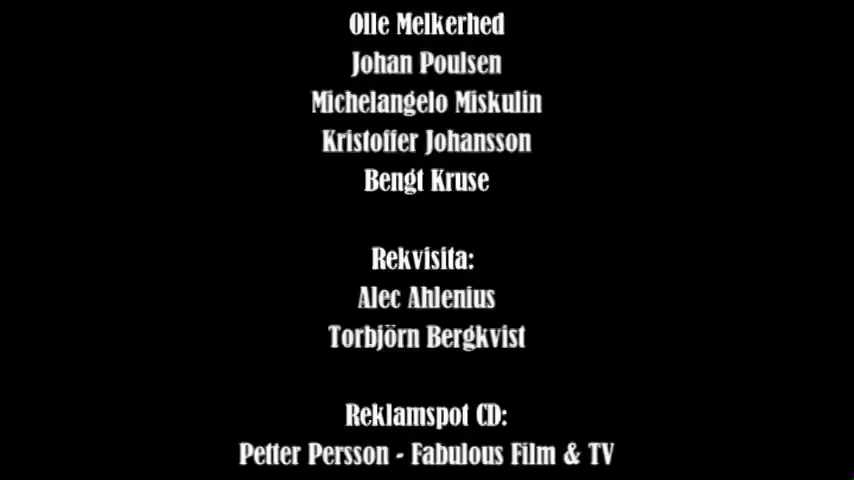 Olle Melkerhed
Johan Poulsen
Michelangelo Miskulin
Kristoffer Johansson
Bengt Kruse
Rekvisita:
Alec Ahlenius
Torbjörn Bergkvist
Reklamspot CD:
Petter Persson - Fabulous Film & TV